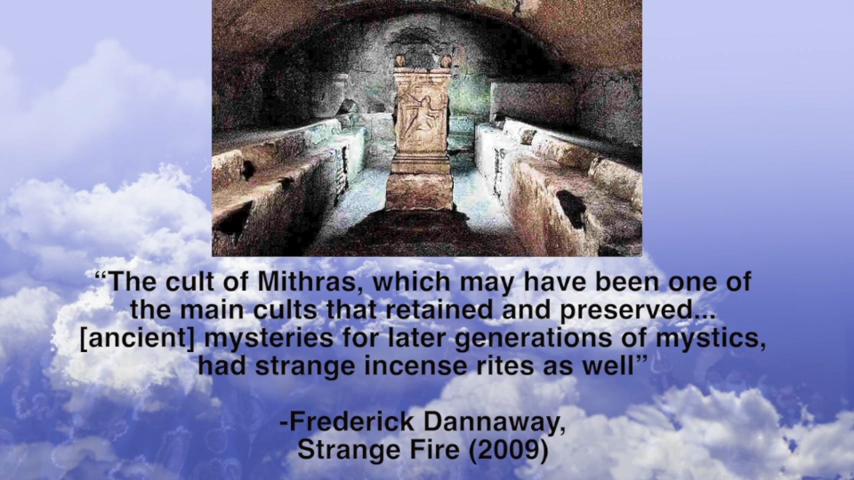 “The cult of Mithras, which may have been one of
the main cults that retained and preserved...
[ancient] mysteries for later generations of mystics,
had strange incense rites as well”
-Frederick Dannaway,
Strange Fire (2009)